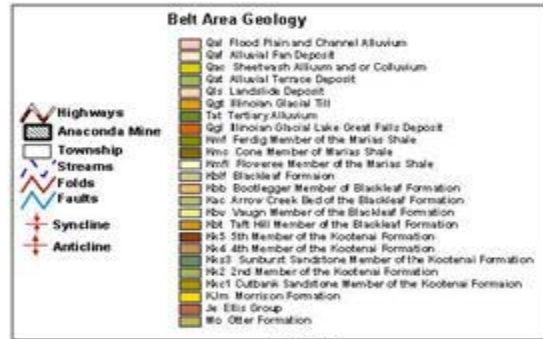 Belt Area Geology
Highways
Anaconda Mine
Township
Streams
Folds
Faults
Syncline
Anticline
Qal Flood Plain and Channel Alluvium
Qaf Alluvial Fan Deposit
Qac Sheetwash Alliuum and or Colluvium
Qat Alluvial Terrace Deposit
Qls Landslide Deposit
Qgt Illinoian Glacial Till
Tat Tertiary Alluvium
Qgl Illinoian Glacial Lake Great Falls Deposit
Kmf Ferdig Member of the Marias Shale
Kmc Cone Member of Marias Shale
Kmfl Floweree Member of the Marias Shale
Kblf Blackleaf Formaion
Kbb Bootlegger Member of Blackleaf Formation
Kac Arrow Creek Bed of the Blackleaf Formation
Kbv Vaughn Member of the Blackleaf Formation
Kbt Taft Hill Member of the Blackleaf Formation
Kk5 5th Member of the Kootenai Formation
Kk4 4th Member of the Kootenai Formation
Kks3 Sunburst Sandstone Member of the Kootenai Formation
Kk2 2nd Member of the Kootenai Formation
Kkc1 Cutbank Sandstone Member of the Kootenai Formaion
KJm Morrison Formation
Je Ellis Group
Mo Otter Formation